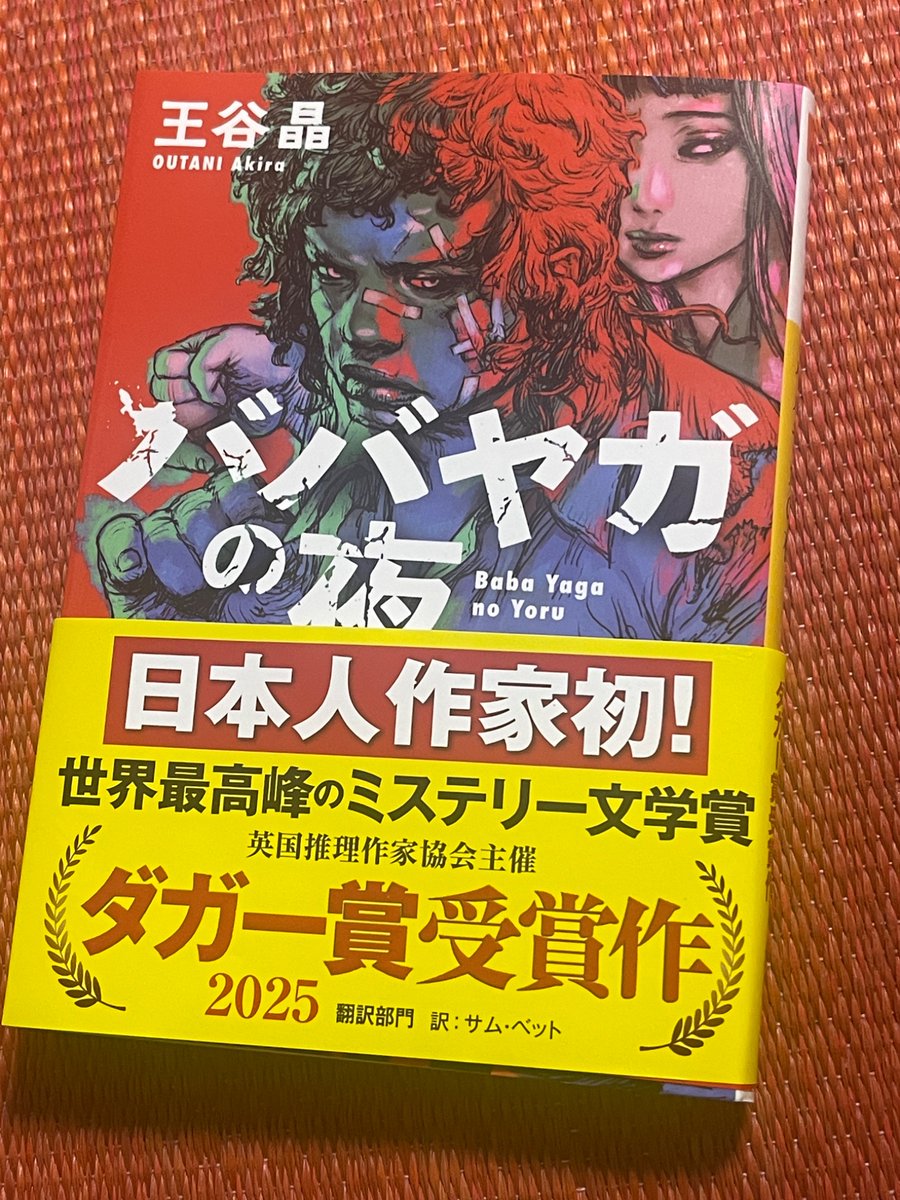 王谷晶
OUTANI Akira
ババヤガ
の夜
Baba Yaga
no Yoru
日本人作家初!
世界最高峰のミステリー文学賞
英国推理作家協会主催
ダガー賞受賞作
2025 翻訳部門 訳:サム・ベット